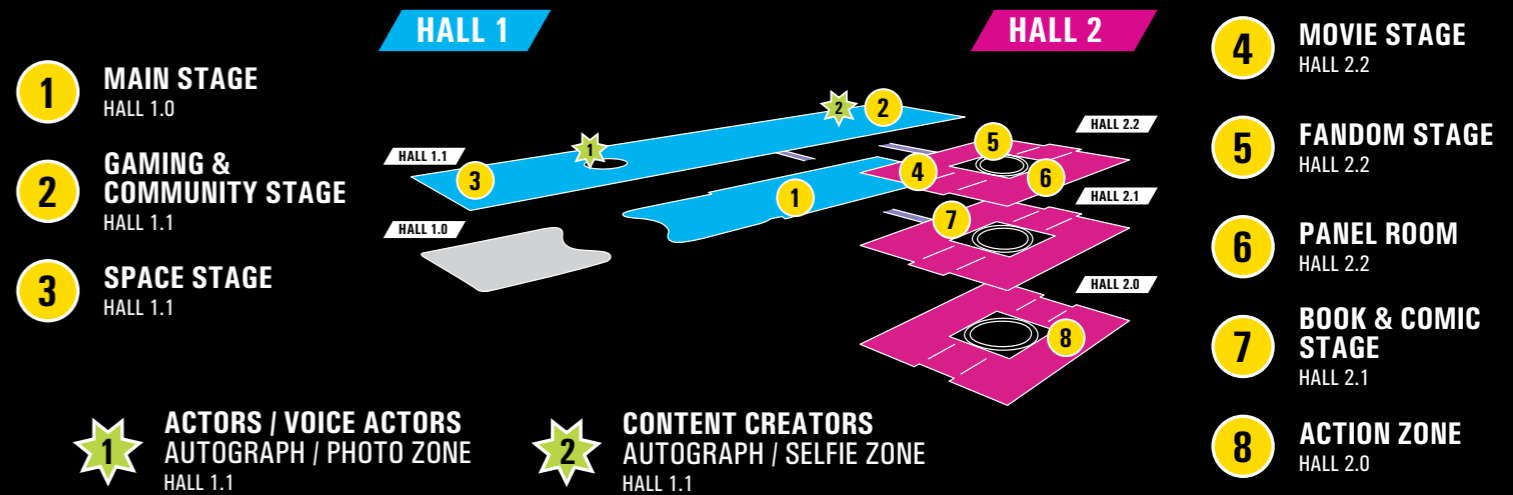 HALL 1
HALL 2
1
MAIN STAGE
HALL 1.0
2
GAMING &
COMMUNITY STAGE
HALL 1.1
3
SPACE STAGE
HALL 1.1
HALL 1.1
HALL 1.0
HALL 2.2
HALL 2.1
HALL 2.0
2
2
1
3
1
5
4
6
7
8
4
MOVIE STAGE
HALL 2.2
5
FANDOM STAGE
HALL 2.2
6
PANEL ROOM
HALL 2.2
7
BOOK & COMIC
STAGE
HALL 2.1
8
ACTION ZONE
HALL 2.0
1
ACTORS / VOICE ACTORS
AUTOGRAPH / PHOTO ZONE
HALL 1.1
2
CONTENT CREATORS
AUTOGRAPH / SELFIE ZONE
HALL 1.1